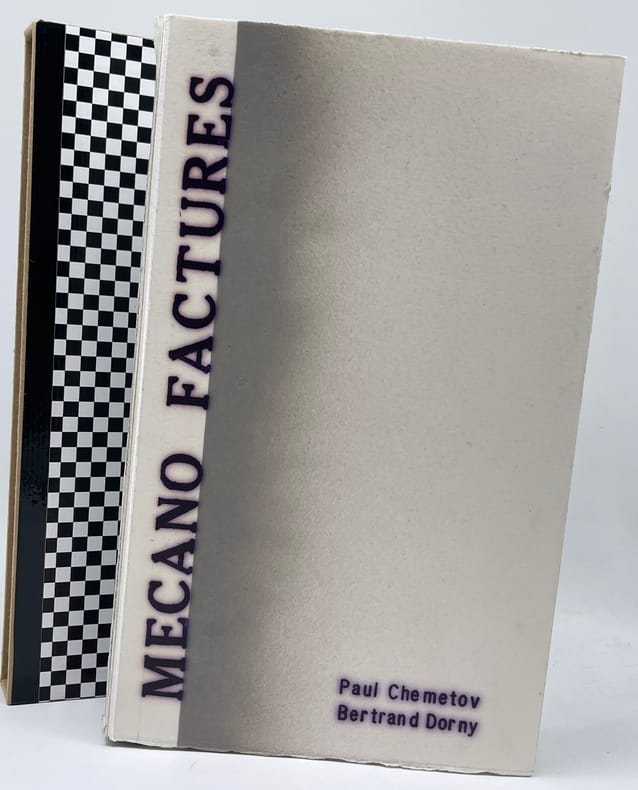 MECANO FACTURES
Paul Chemetov
Bertrand Dorny